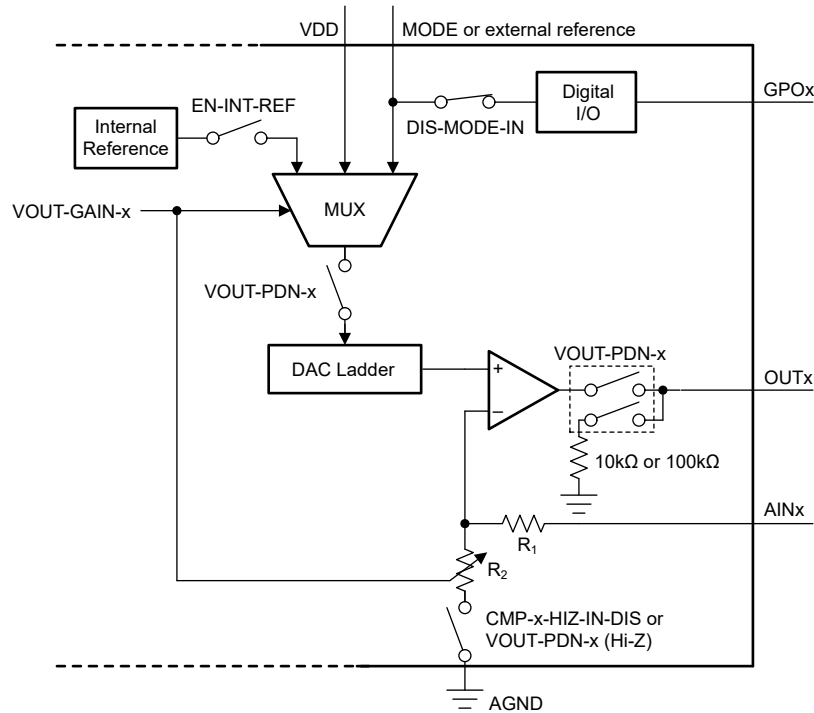 VDD
MODE or external reference
EN-INT-REF
Internal
Reference
DIS-MODE-IN
Digital
I/O
GPOx
VOUT-GAIN-x
MUX
VOUT-PDN-x
DAC Ladder
+
–
VOUT-PDN-x
OUTx
10kΩ or 100kΩ
AINx
R₁
R₂
CMP-x-HIZ-IN-DIS or
VOUT-PDN-x (Hi-Z)
AGND